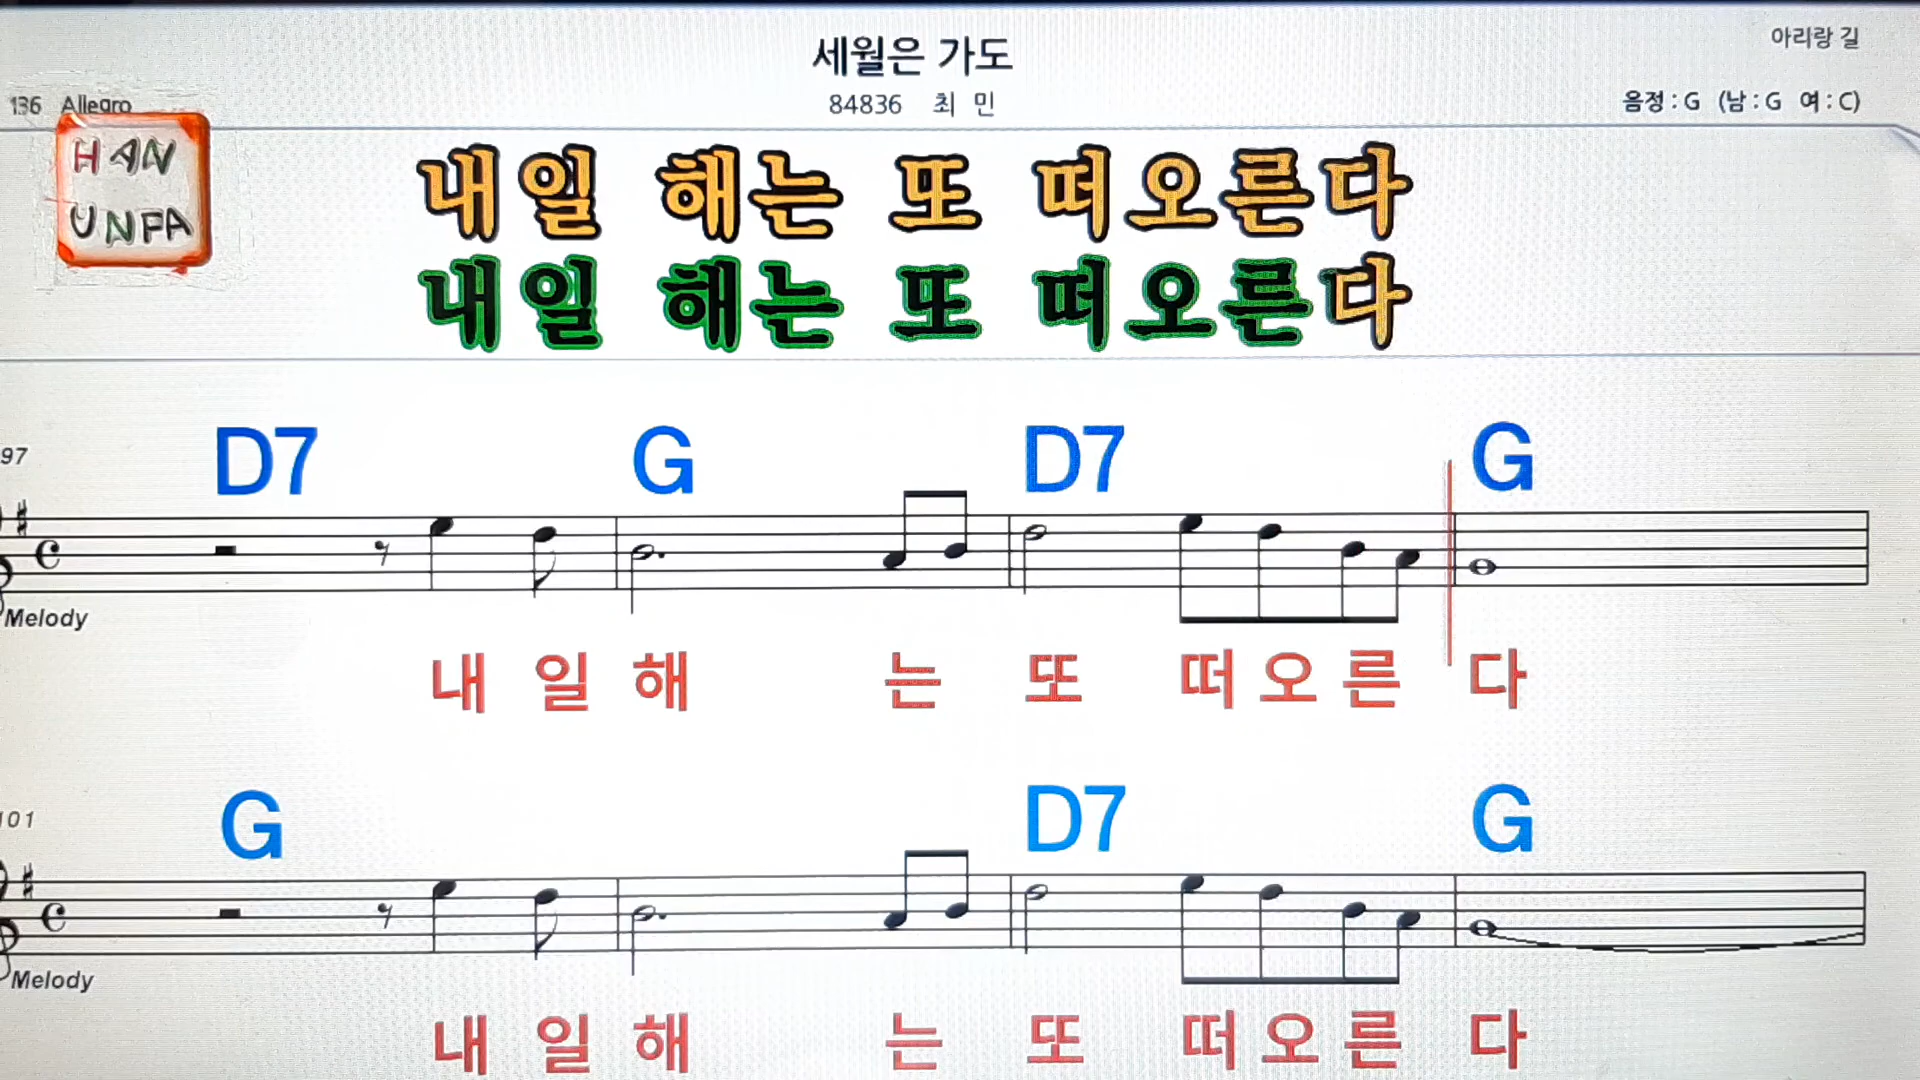 세월은 가도
아리랑 길
136 Allegro
84836 최 민
음정 : G (남 : G 여 : C)
HAN
UNFA
내일 해는 또 떠오른다
내일 해는 또 떠오른다
97
D7 G D7 G
Melody
내 일 해 는 또 떠 오 른 다
101
G D7 G
Melody
내 일 해 는 또 떠 오 른 다